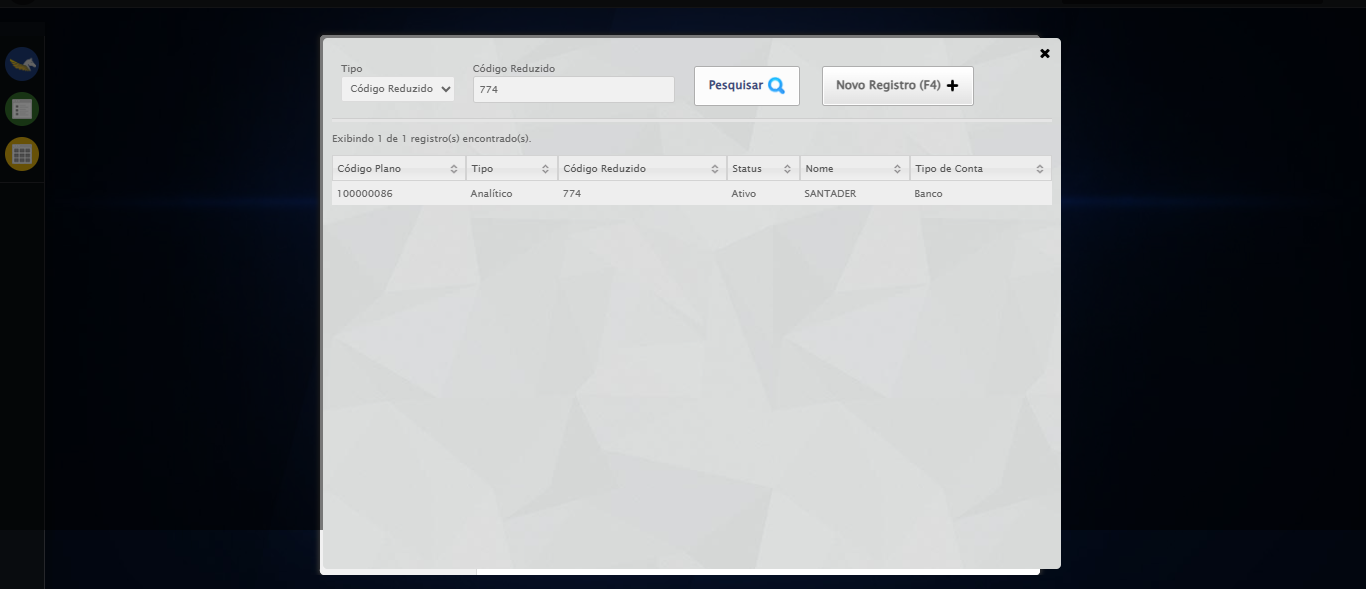 Tipo Código Reduzido
Código Reduzido 774 Pesquisar Novo Registro (F4)
Exibindo 1 de 1 registro(s) encontrado(s).
Código Plano Tipo Código Reduzido Status Nome Tipo de Conta
100000086 Analítico 774 Ativo SANTADER Banco